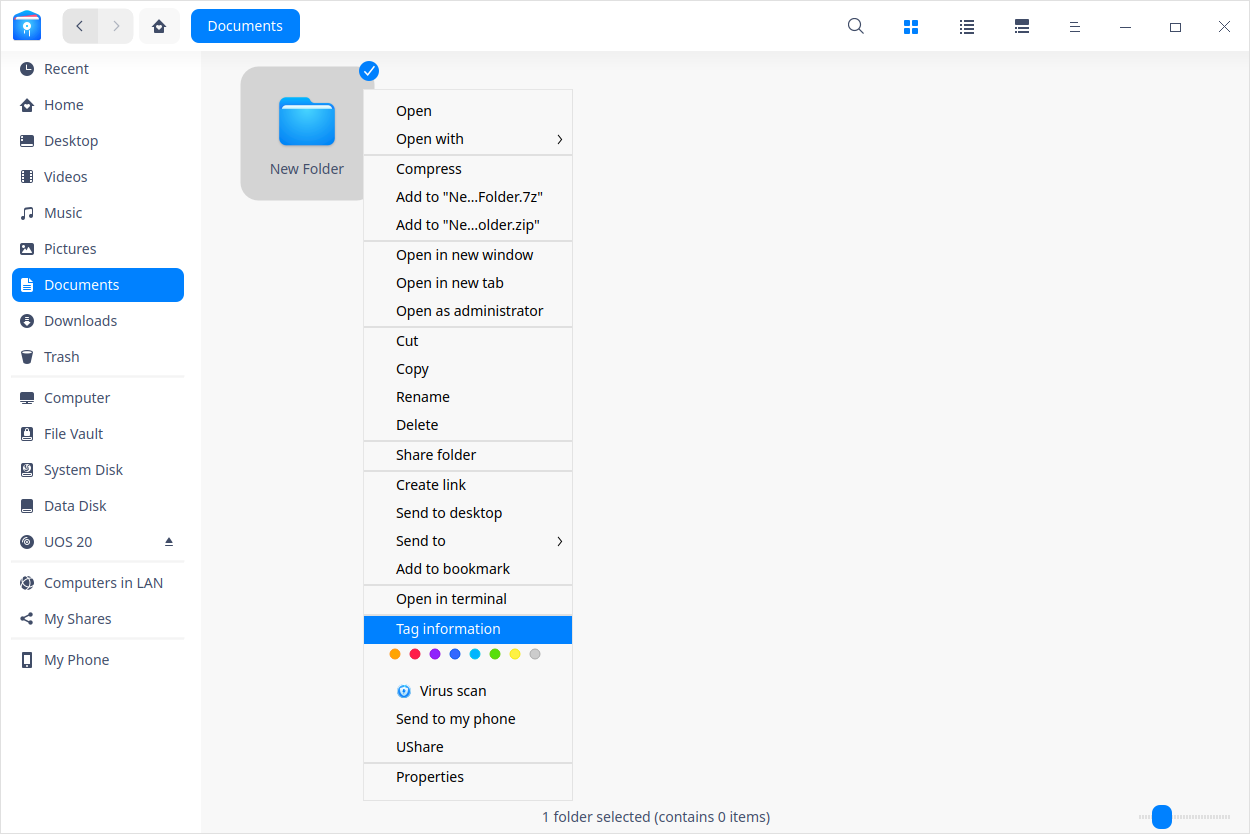 Documents
Recent
Home
Desktop
Videos
Music
Pictures
Documents
Downloads
Trash
Computer
File Vault
System Disk
Data Disk
UOS 20
Computers in LAN
My Shares
My Phone
New Folder
Open
Open with
Compress
Add to "Ne...Folder.7z"
Add to "Ne...older.zip"
Open in new window
Open in new tab
Open as administrator
Cut
Copy
Rename
Delete
Share folder
Create link
Send to desktop
Send to
Add to bookmark
Open in terminal
Tag information
Virus scan
Send to my phone
UShare
Properties
1 folder selected (contains 0 items)